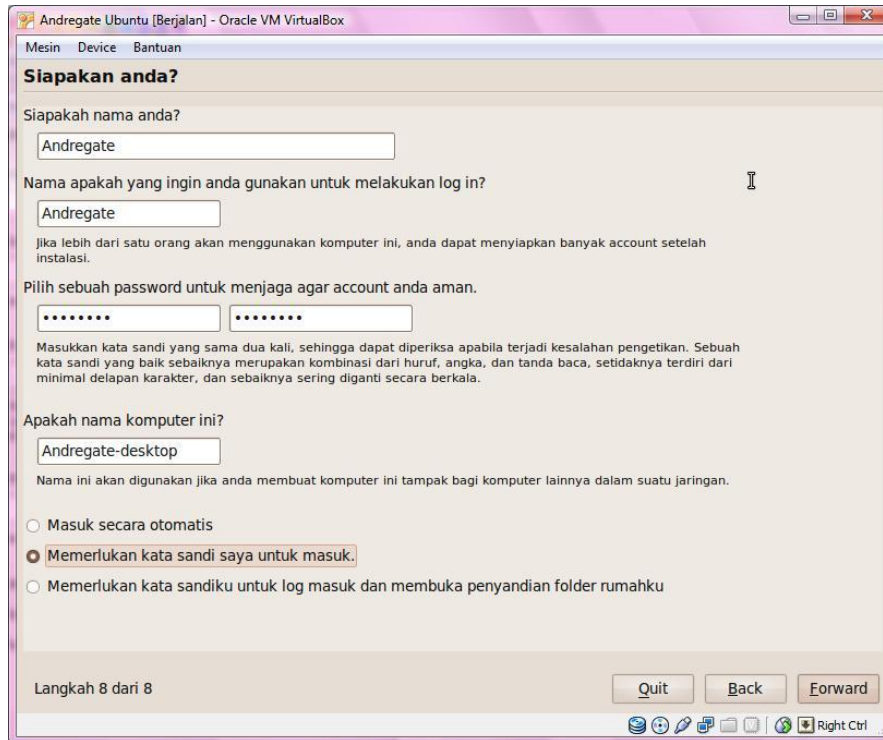 Andregate Ubuntu [Berjalan] - Oracle VM VirtualBox
Mesin Device Bantuan
Siapakan anda?
Siapakah nama anda?
Andregate
Nama apakah yang ingin anda gunakan untuk melakukan log in?
Andregate
Jika lebih dari satu orang akan menggunakan komputer ini, anda dapat menyiapkan banyak account setelah
instalasi.
Pilih sebuah password untuk menjaga agar account anda aman.
•••••••• ••••••••
Masukkan kata sandi yang sama dua kali, sehingga dapat diperiksa apabila terjadi kesalahan pengetikan. Sebuah
kata sandi yang baik sebaiknya merupakan kombinasi dari huruf, angka, dan tanda baca, setidaknya terdiri dari
minimal delapan karakter, dan sebaiknya sering diganti secara berkala.
Apakah nama komputer ini?
Andregate-desktop
Nama ini akan digunakan jika anda membuat komputer ini tampak bagi komputer lainnya dalam suatu jaringan.
Masuk secara otomatis
Memerlukan kata sandi saya untuk masuk.
Memerlukan kata sandiku untuk log masuk dan membuka penyandian folder rumahku
Langkah 8 dari 8 Quit Back Forward
Right Ctrl